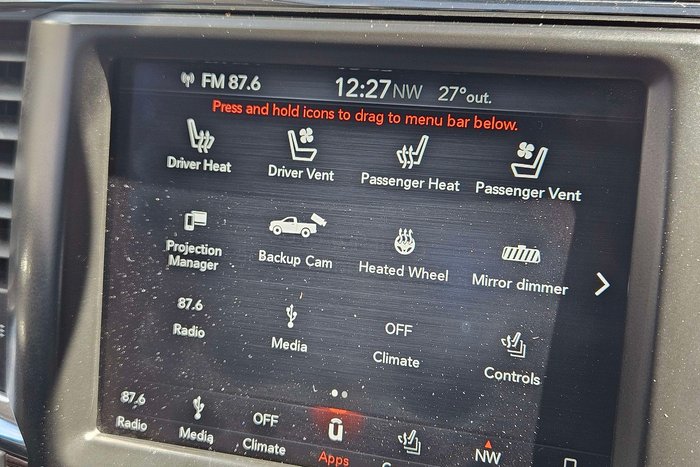 FM 87.6
12:27 NW
27° out.
Press and hold icons to drag to menu bar below.
Driver Heat
Driver Vent
Passenger Heat
Passenger Vent
Projection
Manager
Backup Cam
Heated Wheel
Mirror dimmer
87.6
Radio
Media
OFF
Climate
Controls
87.6
Radio
Media
OFF
Climate
Apps
NW